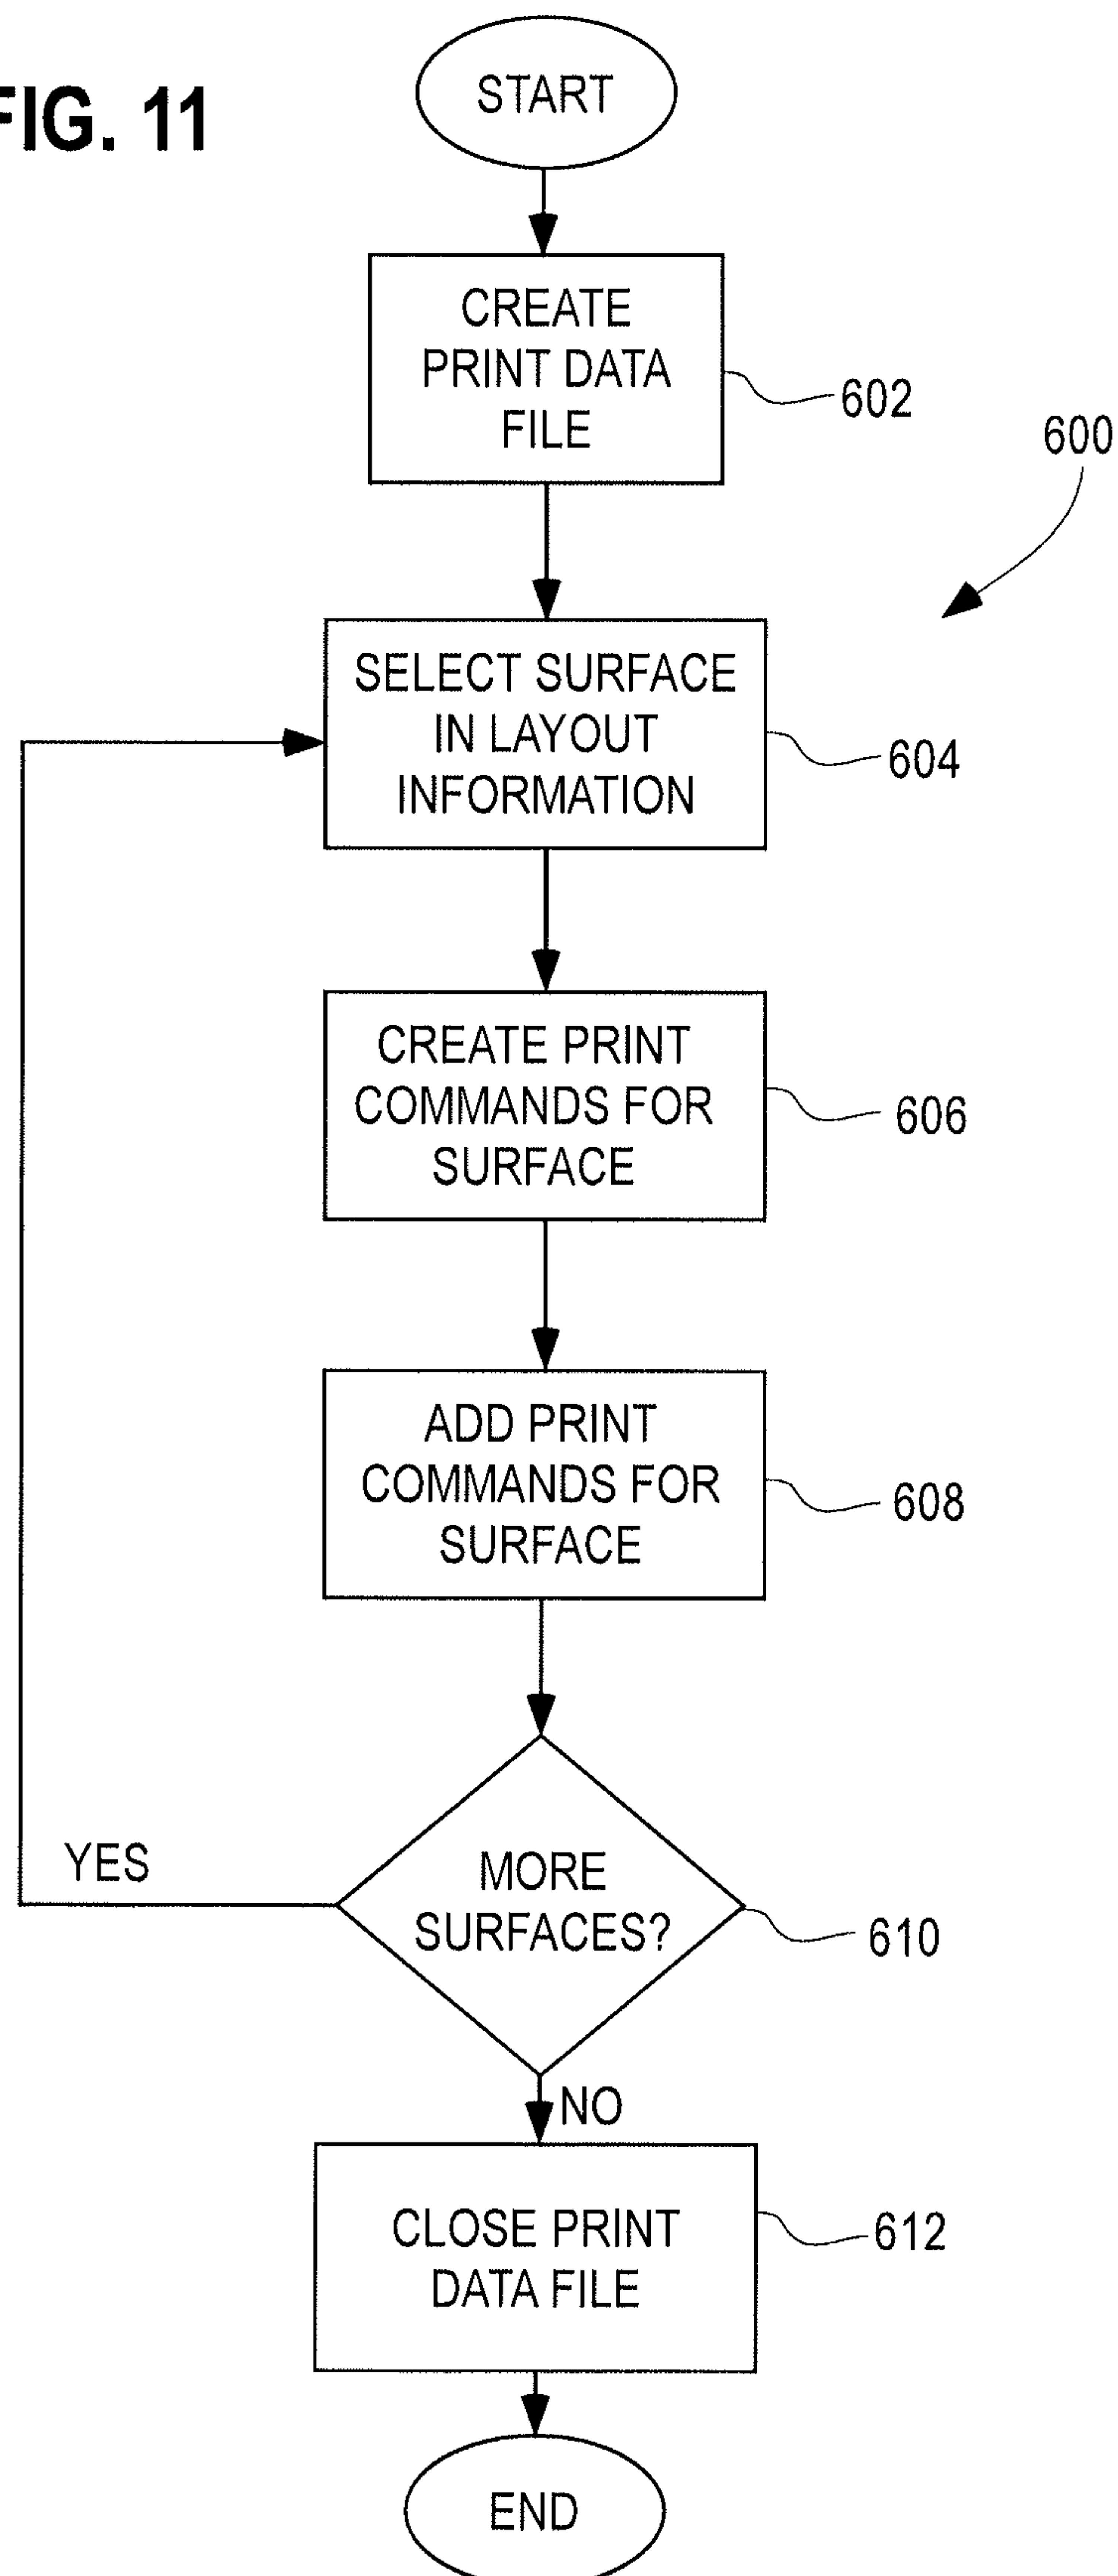 FIG. 11
START
CREATE
PRINT DATA
FILE
602
600
SELECT SURFACE
IN LAYOUT
INFORMATION
604
CREATE PRINT
COMMANDS FOR
SURFACE
606
ADD PRINT
COMMANDS FOR
SURFACE
608
YES
MORE
SURFACES?
610
NO
CLOSE PRINT
DATA FILE
612
END